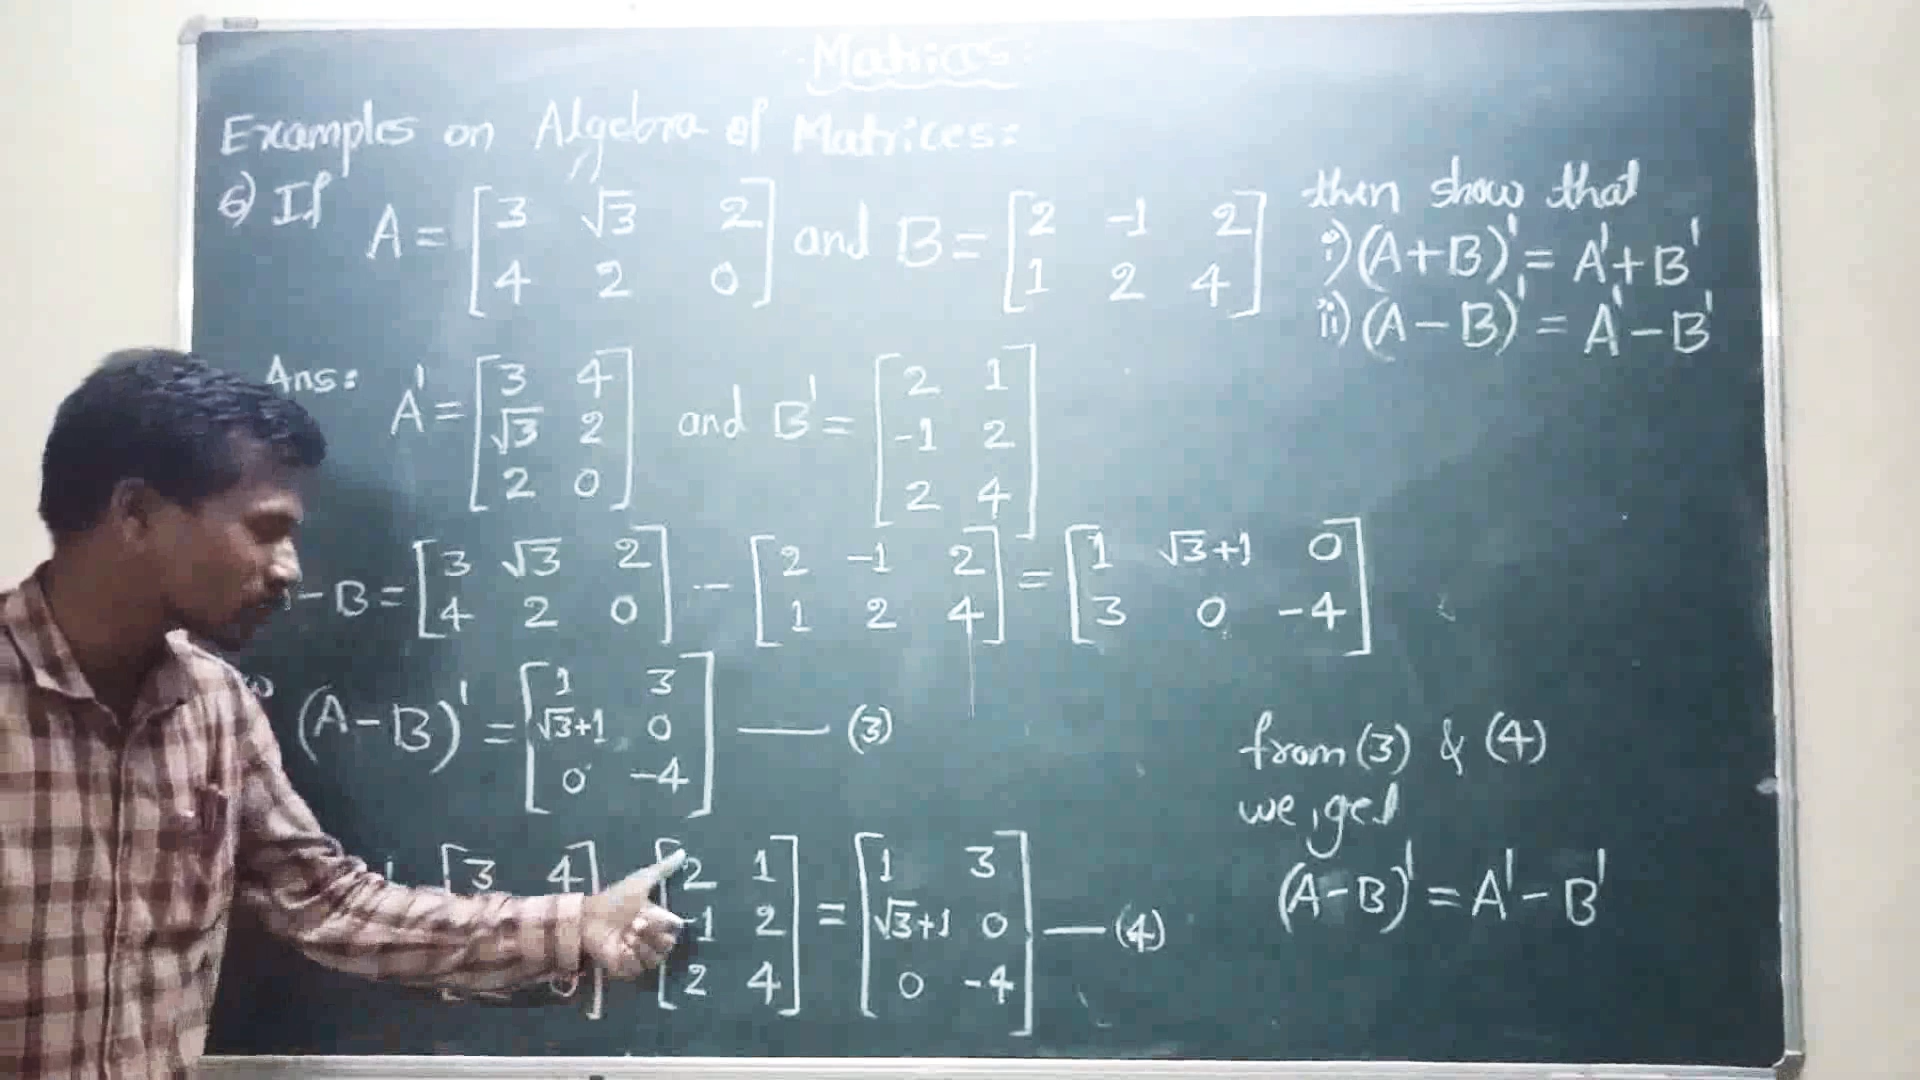 Matrices:
Examples on Algebra of Matrices:
6) If A = [3 √3 2
4 2 0] and B = [2 -1 2
1 2 4] then show that
i) (A+B)' = A'+B'
ii) (A-B)' = A'-B'
Ans: A' = [3 4
√3 2
2 0] and B' = [2 1
-1 2
2 4]
-B = [3 √3 2
4 2 0] - [2 -1 2
1 2 4] = [1 √3+1 0
3 0 -4]
(A-B)' = [1 3
√3+1 0
0 -4] — (3)
[3 4
0] [2 1
-1 2
2 4] = [1 3
√3+1 0
0 -4] — (4)
from (3) & (4)
we, get
(A-B)' = A'-B'